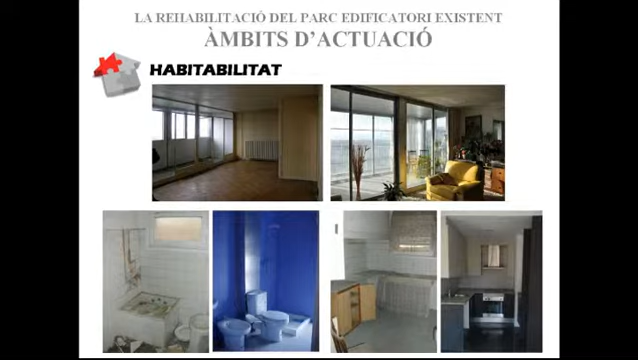 LA REHABILITACIÓ DEL PARC EDIFICATORI EXISTENT
ÀMBITS D'ACTUACIÓ
HABITABILITAT